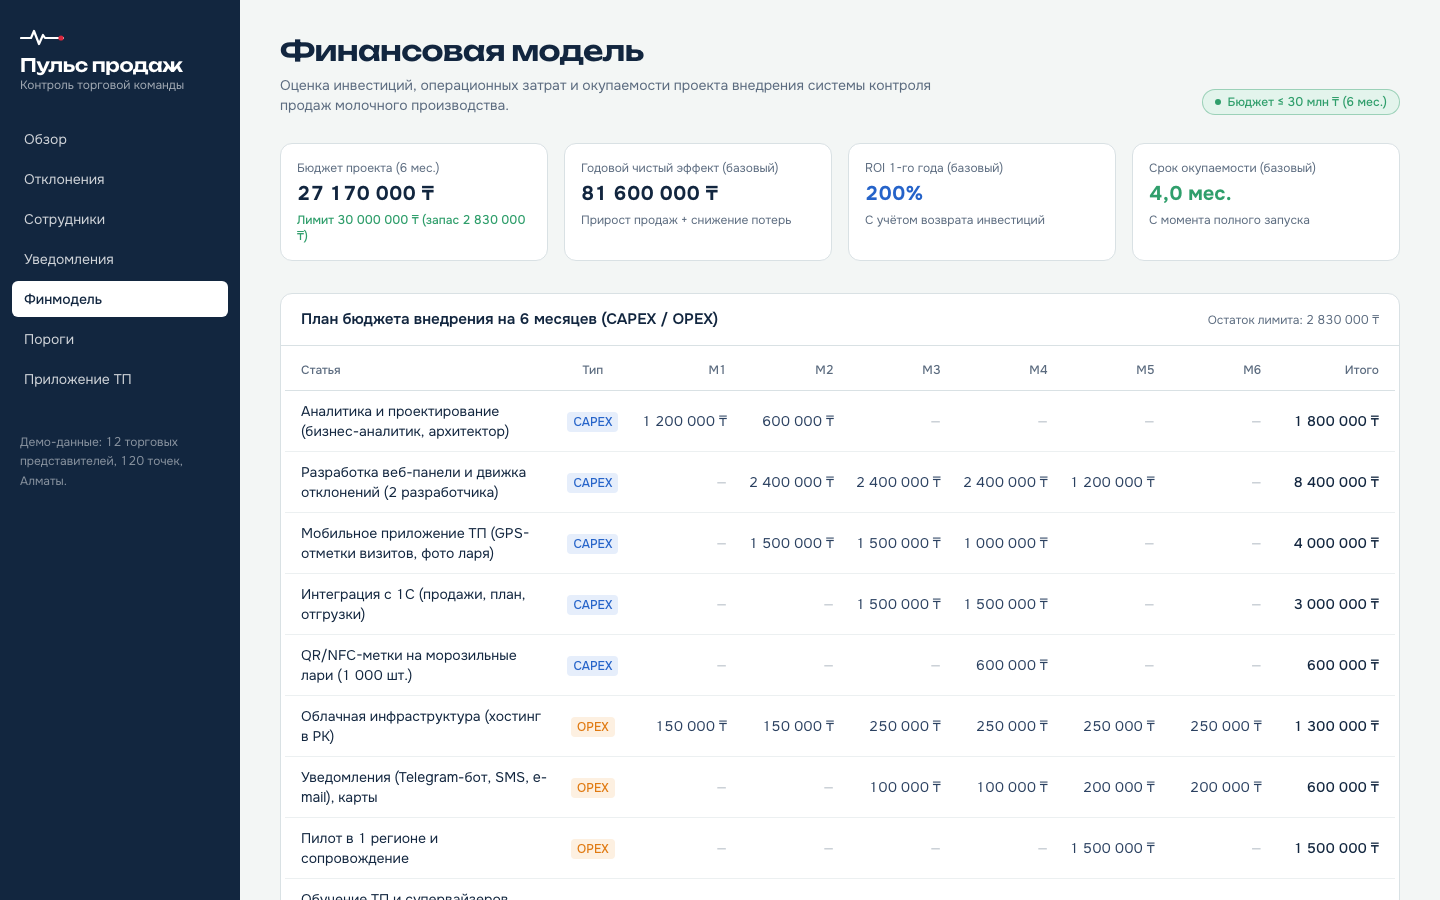 Пульс продаж
Контроль торговой команды
Обзор
Отклонения
Сотрудники
Уведомления
Финмодель
Пороги
Приложение ТП
Демо-данные: 12 торговых
представителей, 120 точек,
Алматы.
Финансовая модель
Оценка инвестиций, операционных затрат и окупаемости проекта внедрения системы контроля
продаж молочного производства.
Бюджет ≤ 30 млн ₸ (6 мес.)
Бюджет проекта (6 мес.)
27 170 000 ₸
Лимит 30 000 000 ₸ (запас 2 830 000
₸)
Годовой чистый эффект (базовый)
81 600 000 ₸
Прирост продаж + снижение потерь
ROI 1-го года (базовый)
200%
С учётом возврата инвестиций
Срок окупаемости (базовый)
4,0 мес.
С момента полного запуска
План бюджета внедрения на 6 месяцев (CAPEX / OPEX)
Остаток лимита: 2 830 000 ₸
Статья Тип М1 М2 М3 М4 М5 М6 Итого
Аналитика и проектирование
(бизнес-аналитик, архитектор)
CAPEX 1 200 000 ₸ 600 000 ₸ — — — — 1 800 000 ₸
Разработка веб-панели и движка
отклонений (2 разработчика)
CAPEX — 2 400 000 ₸ 2 400 000 ₸ 2 400 000 ₸ 1 200 000 ₸ — 8 400 000 ₸
Мобильное приложение ТП (GPS-
отметки визитов, фото ларя)
CAPEX — 1 500 000 ₸ 1 500 000 ₸ 1 000 000 ₸ — — 4 000 000 ₸
Интеграция с 1С (продажи, план,
отгрузки)
CAPEX — — 1 500 000 ₸ 1 500 000 ₸ — — 3 000 000 ₸
QR/NFC-метки на морозильные
лари (1 000 шт.)
CAPEX — — — 600 000 ₸ — — 600 000 ₸
Облачная инфраструктура (хостинг
в РК)
OPEX 150 000 ₸ 150 000 ₸ 250 000 ₸ 250 000 ₸ 250 000 ₸ 250 000 ₸ 1 300 000 ₸
Уведомления (Telegram-бот, SMS, e-
mail), карты
OPEX — — 100 000 ₸ 100 000 ₸ 200 000 ₸ 200 000 ₸ 600 000 ₸
Пилот в 1 регионе и
сопровождение
OPEX — — — — 1 500 000 ₸ — 1 500 000 ₸
Обучение ТП и супервайзеров